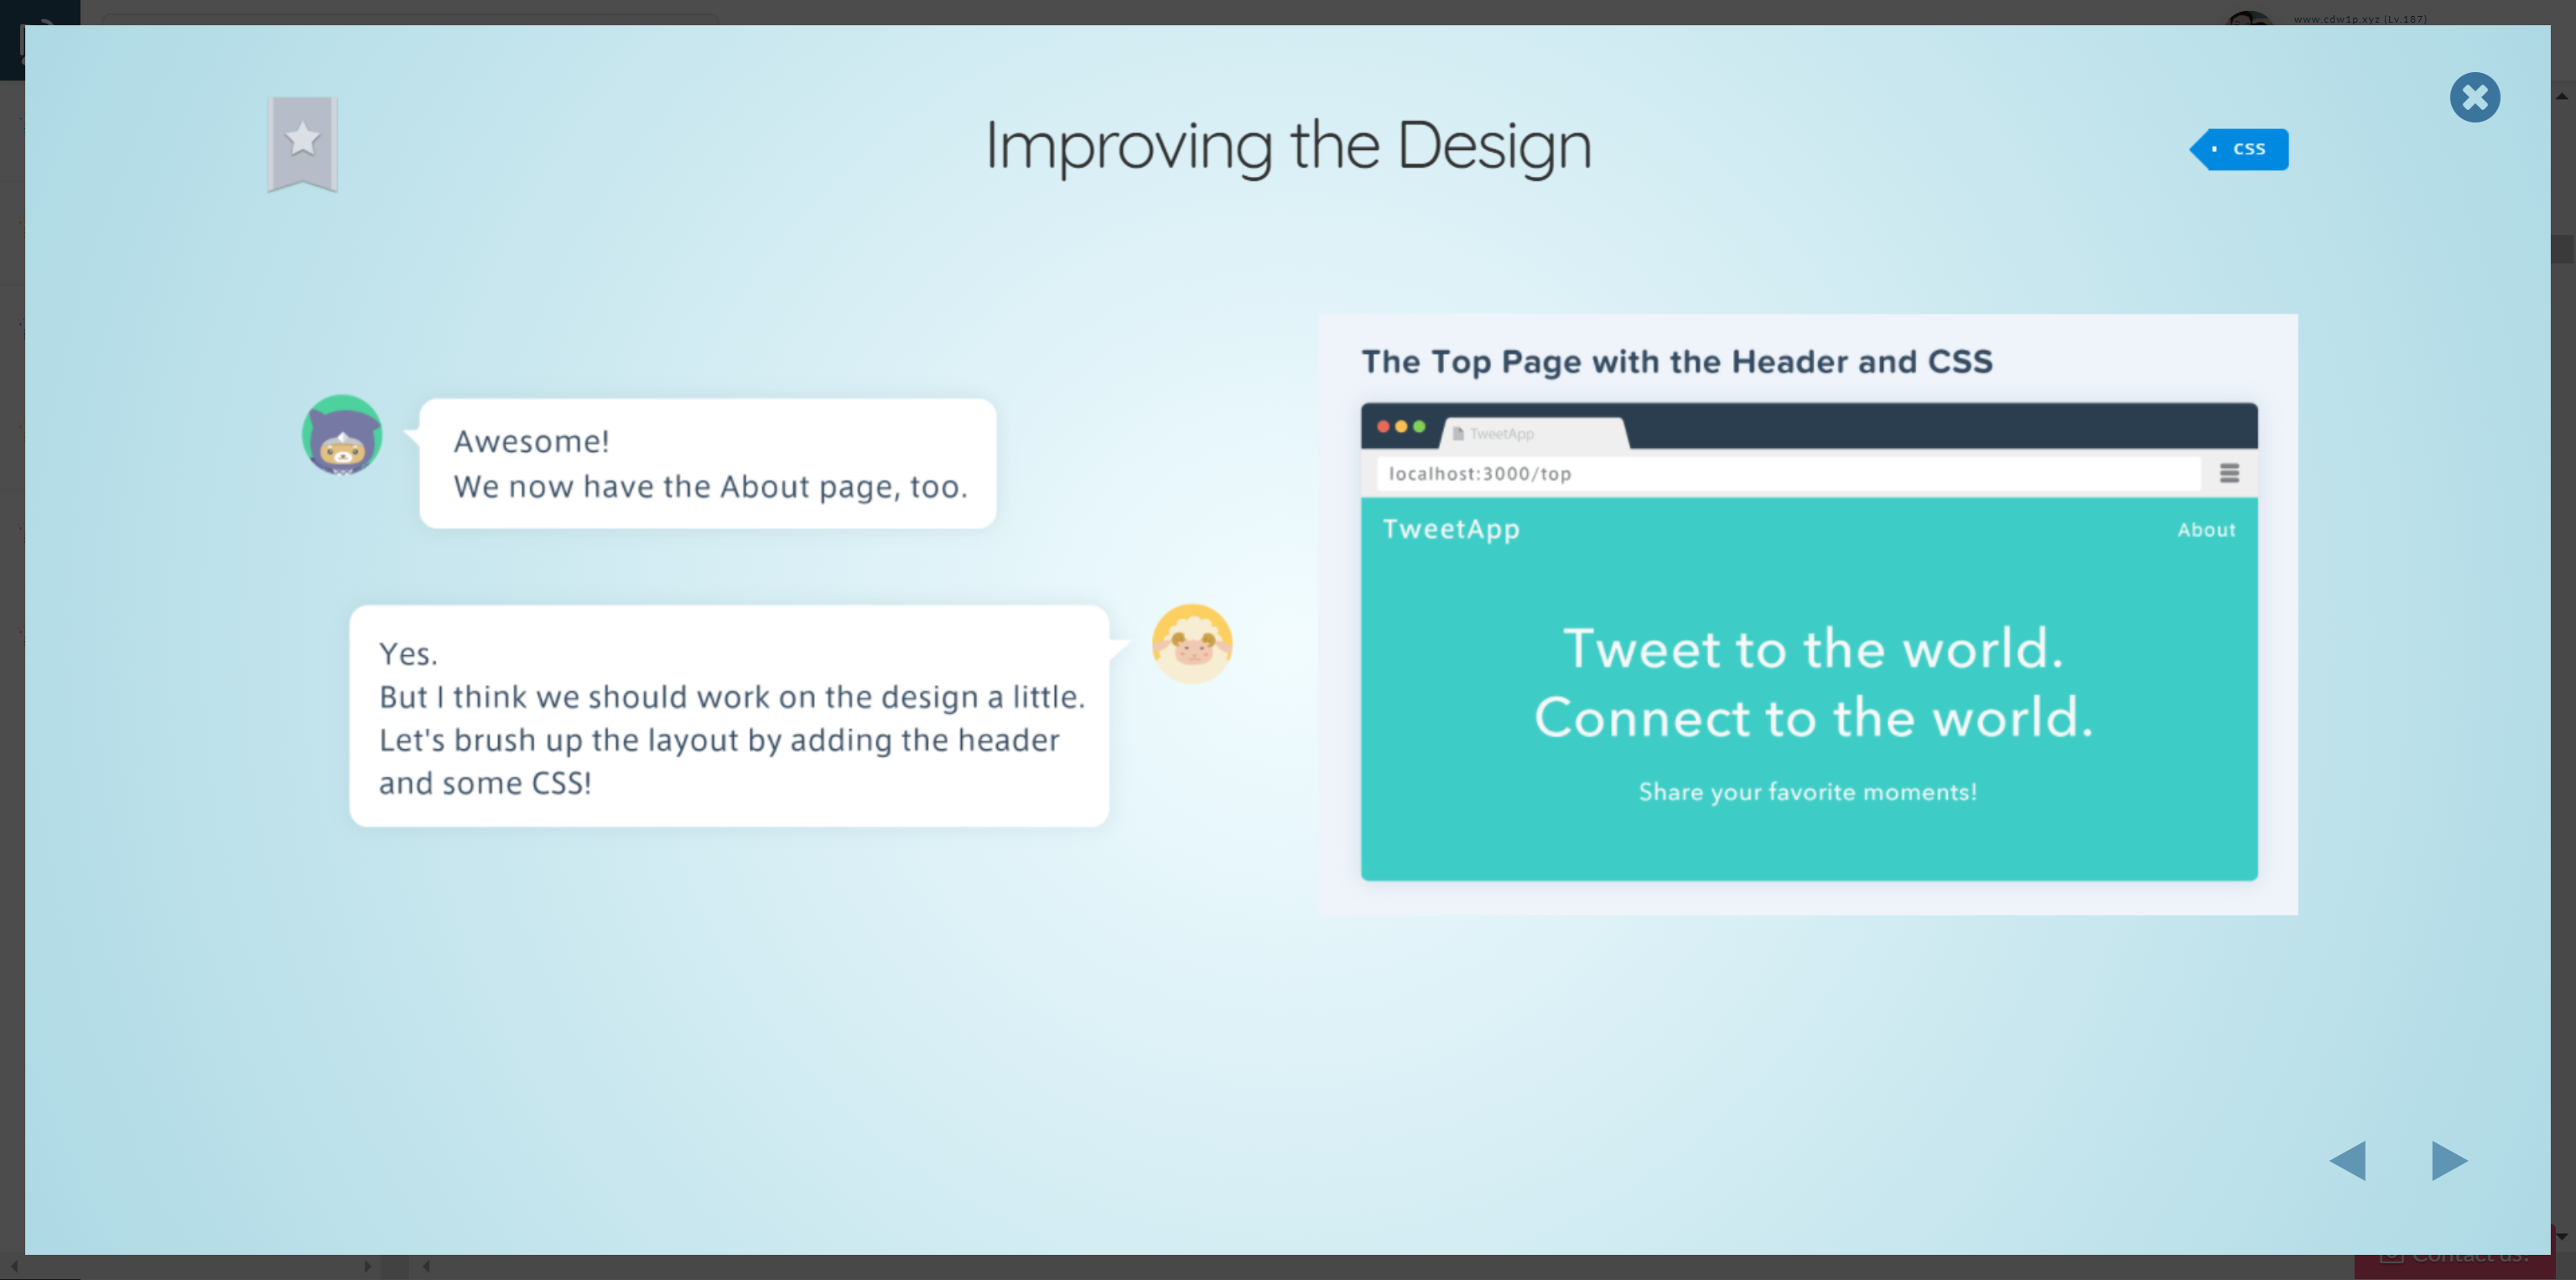 www.cdw1p.xyz (Lv.187)
Improving the Design
CSS
Awesome!
We now have the About page, too.
Yes.
But I think we should work on the design a little.
Let's brush up the layout by adding the header
and some CSS!
The Top Page with the Header and CSS
TweetApp
localhost:3000/top
TweetApp
About
Tweet to the world.
Connect to the world.
Share your favorite moments!
Contact us!